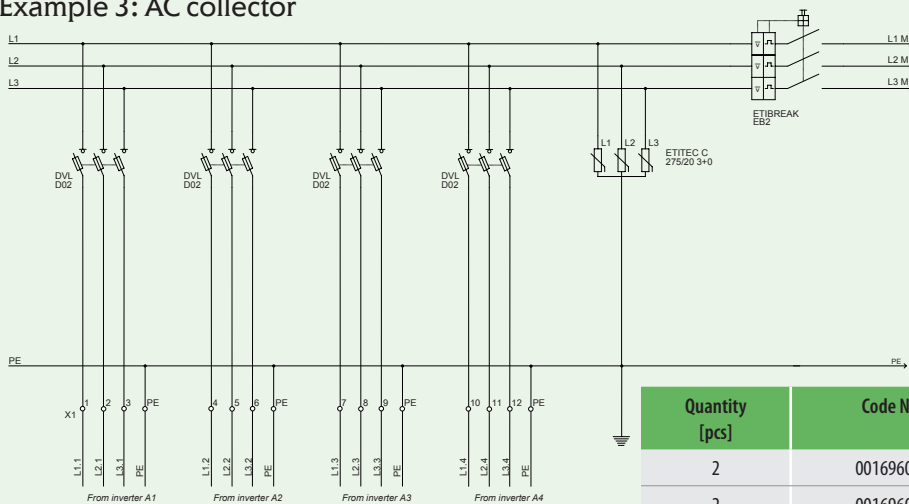 Example 3: AC collector
L1
L1 M
L2
L2 M
L3
L3 M
ETIBREAK
EB2
L1 L2 L3
ETITEC C
275/20 3+0
DVL
D02
DVL
D02
DVL
D02
DVL
D02
PE
PE
X1
1 2 3 PE
4 5 6 PE
7 8 9 PE
10 11 12 PE
L1.1 L2.1 L3.1 PE
L1.2 L2.2 L3.2 PE
L1.3 L2.3 L3.3 PE
L1.4 L2.4 L3.4 PE
From inverter A1
From inverter A2
From inverter A3
From inverter A4
Quantity
[pcs]
Code N
2
0016960